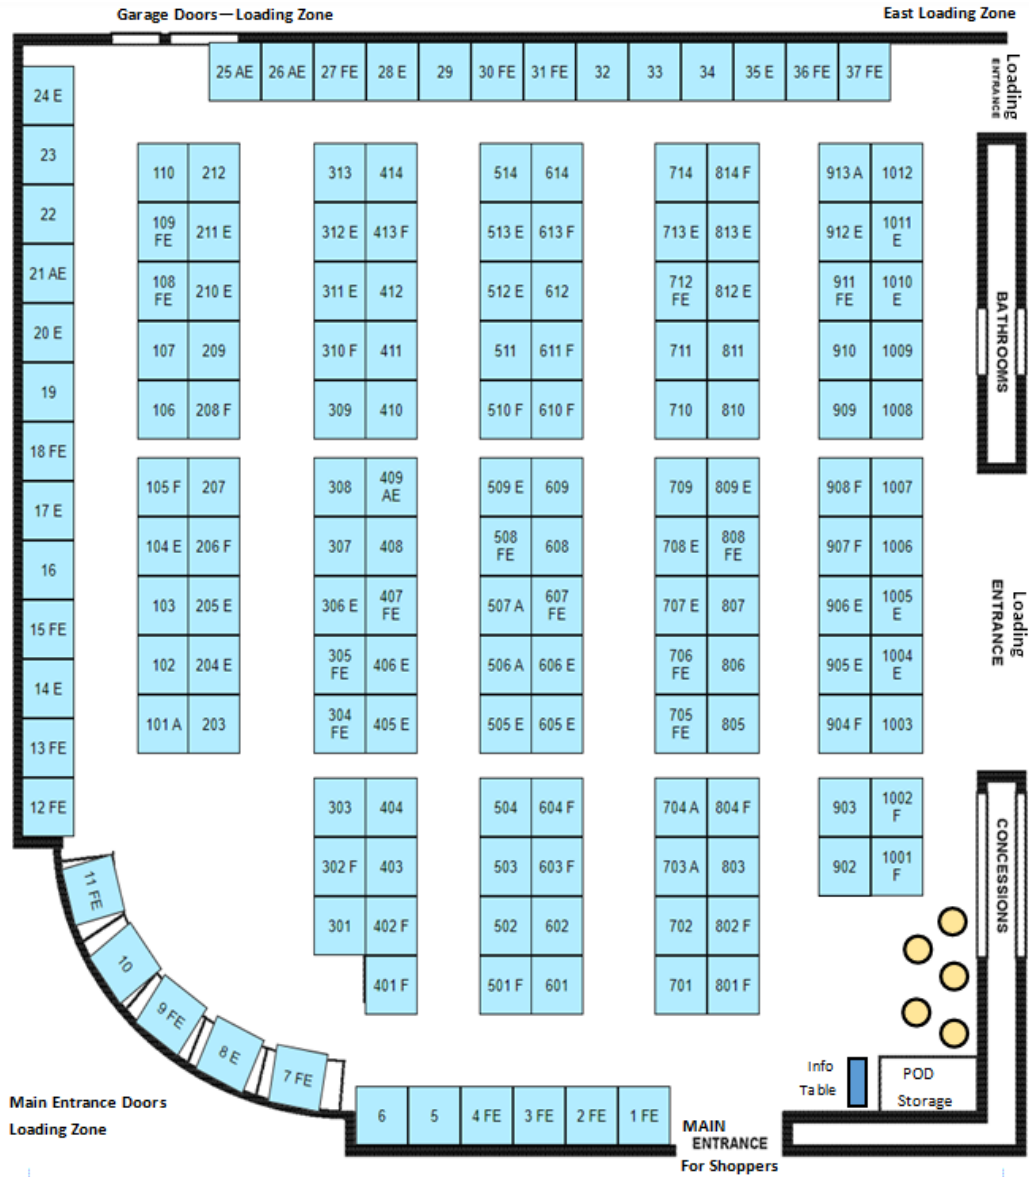 Garage Doors—Loading Zone
East Loading Zone
25 AE 26 AE 27 FE 28 E 29 30 FE 31 FE 32 33 34 35 E 36 FE 37 FE
Loading
ENTRANCE
24 E
23
22
21 AE
20 E
19
18 FE
17 E
16
15 FE
14 E
13 FE
12 FE
11 FE
10
9 FE
8 E
7 FE
110 212 313 414 514 614 714 814 F 913 A 1012
109 FE 211 E 312 E 413 F 513 E 613 F 713 E 813 E 912 E 1011 E
108 FE 210 E 311 E 412 512 E 612 712 FE 812 E 911 FE 1010 E
107 209 310 F 411 511 611 F 711 811 910 1009
106 208 F 309 410 510 F 610 F 710 810 909 1008
BATHROOMS
105 F 207 308 409 AE 509 E 609 709 809 E 908 F 1007
104 E 206 F 307 408 508 FE 608 708 E 808 FE 907 F 1006
103 205 E 306 E 407 FE 507 A 607 FE 707 E 807 906 E 1005 E
102 204 E 305 FE 406 E 506 A 606 E 706 FE 806 905 E 1004 E
101 A 203 304 FE 405 E 505 E 605 E 705 FE 805 904 F 1003
Loading
ENTRANCE
303 404 504 604 F 704 A 804 F 903 1002 F
302 F 403 503 603 F 703 A 803 902 1001 F
301 402 F 502 602 702 802 F
401 F 501 F 601 701 801 F
CONCESSIONS
Info
Table
POD
Storage
Main Entrance Doors
Loading Zone
6 5 4 FE 3 FE 2 FE 1 FE
MAIN
ENTRANCE
For Shoppers